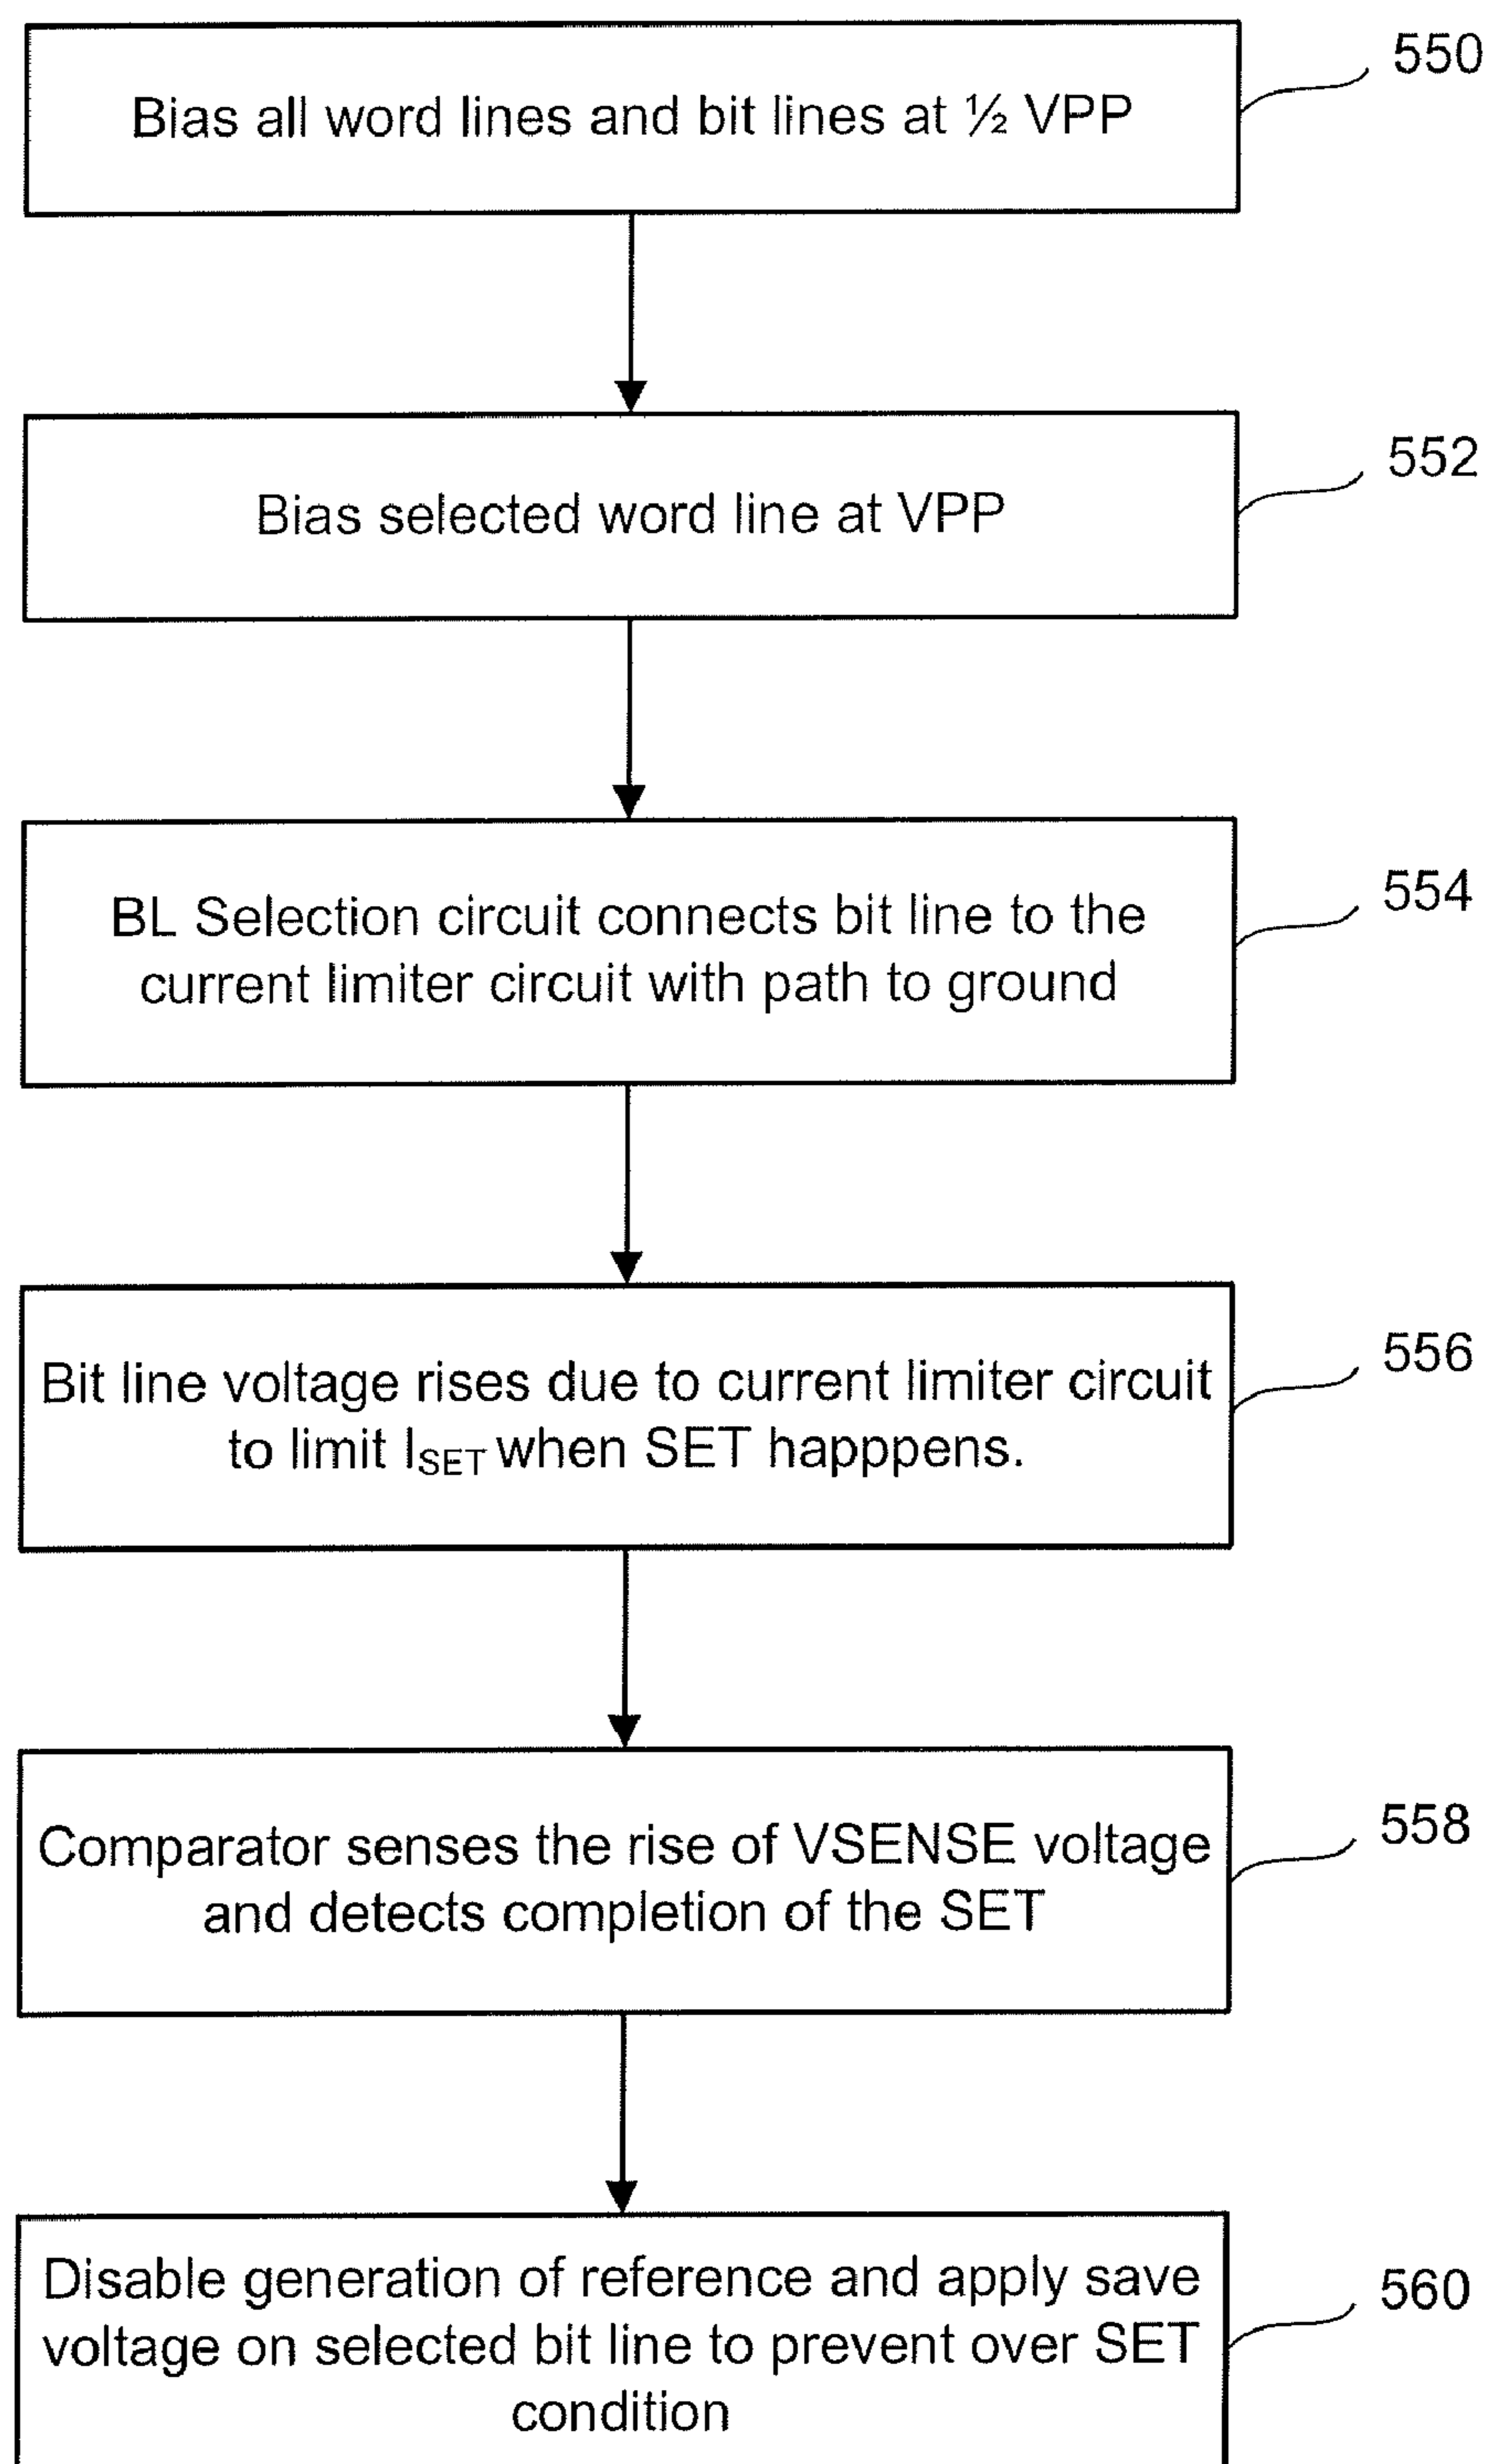 Bias all word lines and bit lines at ½ VPP
550
Bias selected word line at VPP
552
BL Selection circuit connects bit line to the
current limiter circuit with path to ground
554
Bit line voltage rises due to current limiter circuit
to limit I_SET when SET happpens.
556
Comparator senses the rise of VSENSE voltage
and detects completion of the SET
558
Disable generation of reference and apply save
voltage on selected bit line to prevent over SET
condition
560